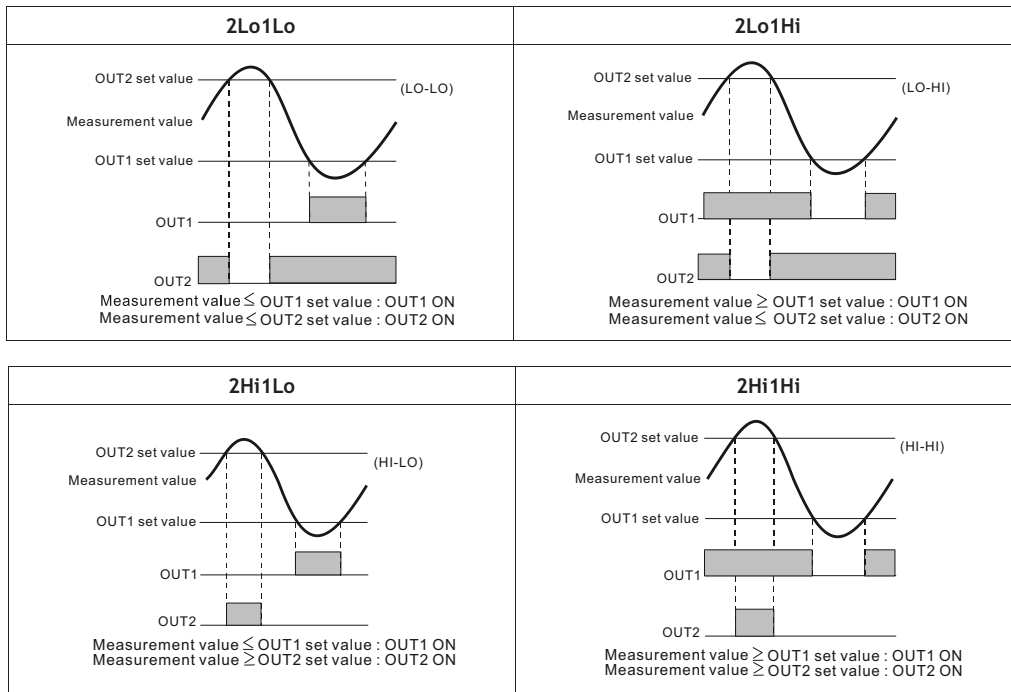 2Lo1Lo
OUT2 set value
(LO-LO)
Measurement value
OUT1 set value
OUT1
OUT2
Measurement value ≤ OUT1 set value : OUT1 ON
Measurement value ≤ OUT2 set value : OUT2 ON
2Lo1Hi
OUT2 set value
(LO-HI)
Measurement value
OUT1 set value
OUT1
OUT2
Measurement value ≥ OUT1 set value : OUT1 ON
Measurement value ≤ OUT2 set value : OUT2 ON
2Hi1Lo
OUT2 set value
(HI-LO)
Measurement value
OUT1 set value
OUT1
OUT2
Measurement value ≤ OUT1 set value : OUT1 ON
Measurement value ≥ OUT2 set value : OUT2 ON
2Hi1Hi
OUT2 set value
(HI-HI)
Measurement value
OUT1 set value
OUT1
OUT2
Measurement value ≥ OUT1 set value : OUT1 ON
Measurement value ≥ OUT2 set value : OUT2 ON